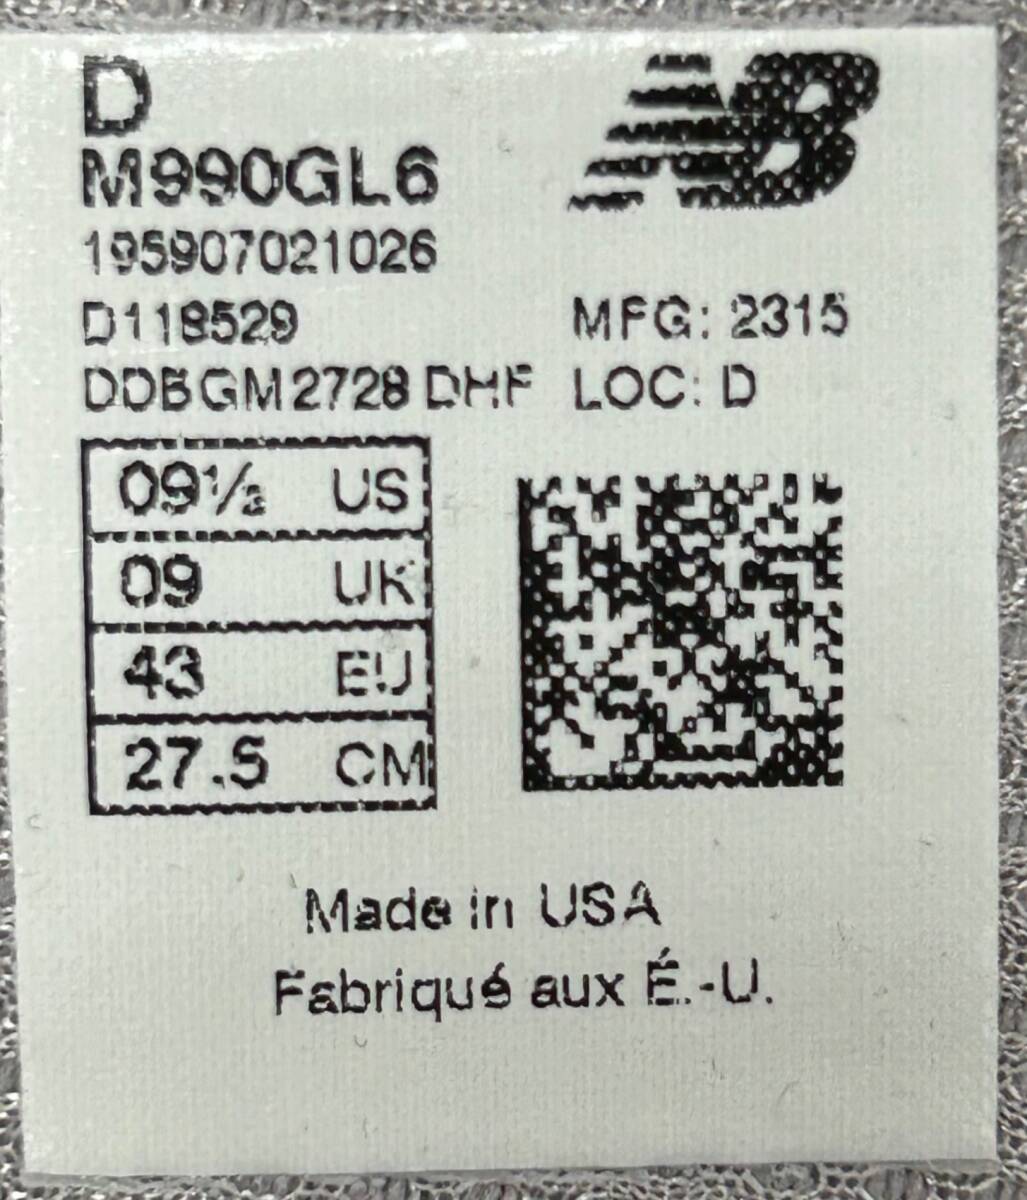 D
NB
M990GL6
195907021026
D118529 MFG: 2315
DDBGM2728 DHF LOC: D
09½ US
09 UK
43 EU
27.5 CM
Made in USA
Fabriqué aux É.-U.